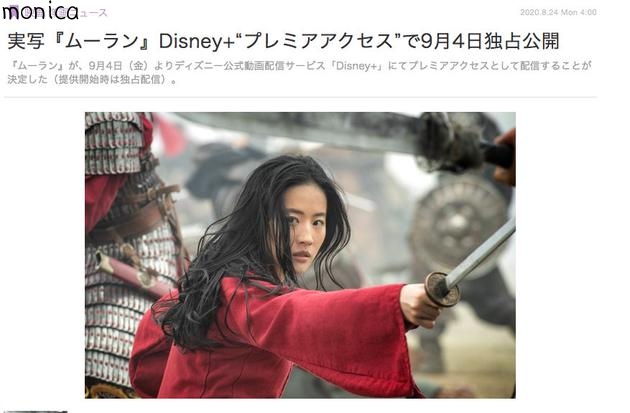 monica
ュース
2020.8.24 Mon 4:00
実写『ムーラン』Disney+“プレミアアクセス”で9月4日独占公開
『ムーラン』が、9月4日（金）よりディズニー公式動画配信サービス「Disney+」にてプレミアアクセスとして配信することが
決定した（提供開始時は独占配信）。